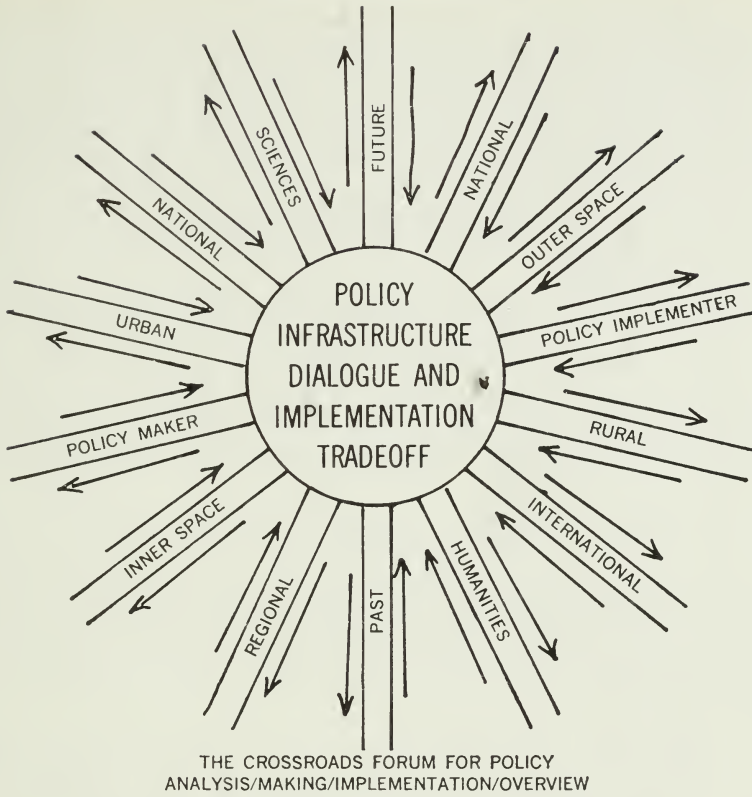 FUTURE
NATIONAL
OUTER SPACE
POLICY IMPLEMENTER
RURAL
INTERNATIONAL
HUMANITIES
PAST
REGIONAL
INNER SPACE
POLICY MAKER
URBAN
NATIONAL
SCIENCES
POLICY
INFRASTRUCTURE
DIALOGUE AND
IMPLEMENTATION
TRADEOFF
THE CROSSROADS FORUM FOR POLICY
ANALYSIS/MAKING/IMPLEMENTATION/OVERVIEW